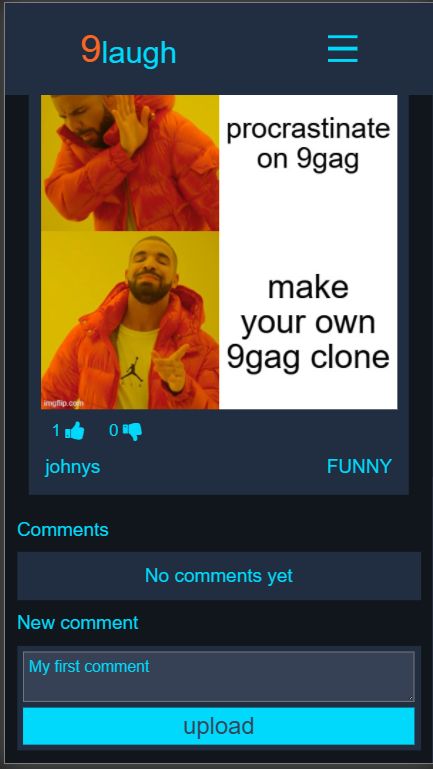 9laugh
procrastinate
on 9gag
make
your own
9gag clone
imgflip.com
1 0
johnys FUNNY
Comments
No comments yet
New comment
My first comment
upload